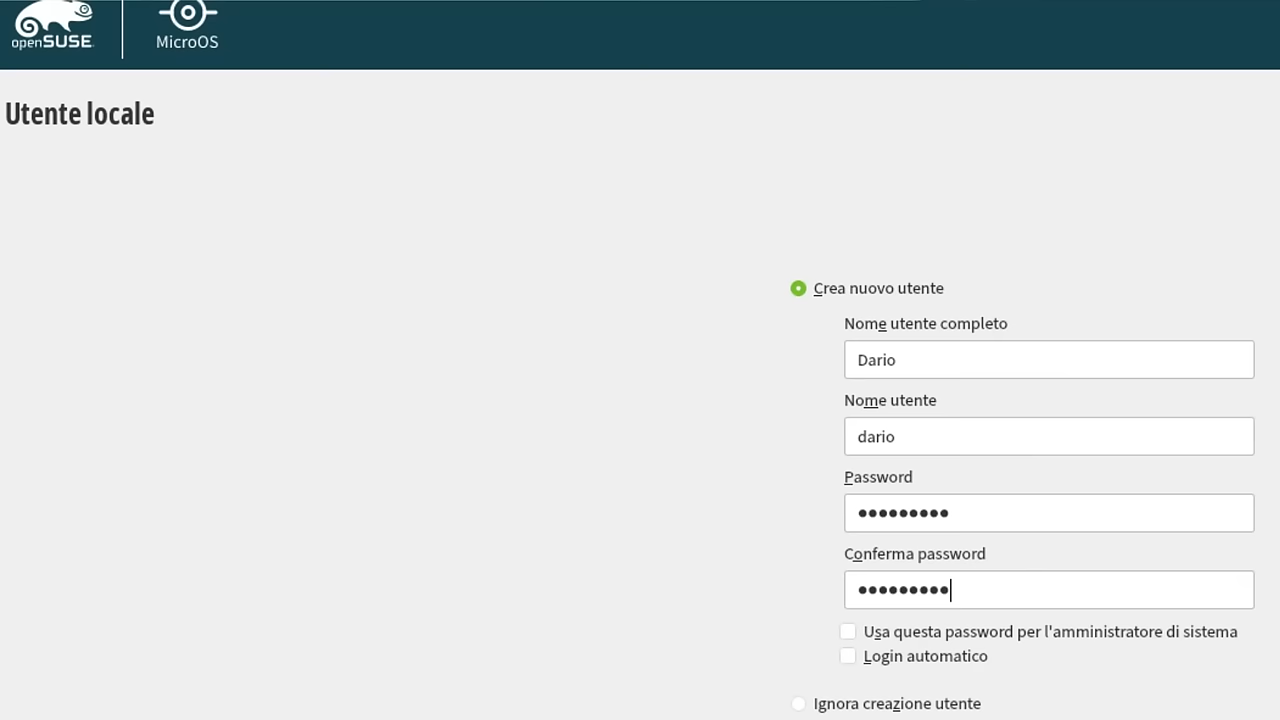 openSUSE
MicroOS
Utente locale
Crea nuovo utente
Nome utente completo
Dario
Nome utente
dario
Password
●●●●●●●●●
Conferma password
●●●●●●●●●
Usa questa password per l'amministratore di sistema
Login automatico
Ignora creazione utente